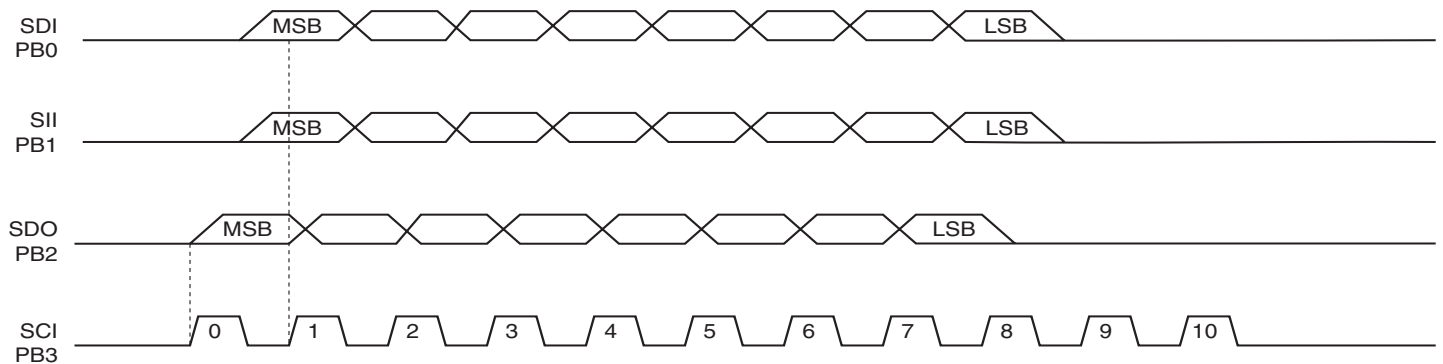 SDI MSB LSB
PB0
SII MSB LSB
PB1
SDO MSB LSB
PB2
SCI 0 1 2 3 4 5 6 7 8 9 10
PB3